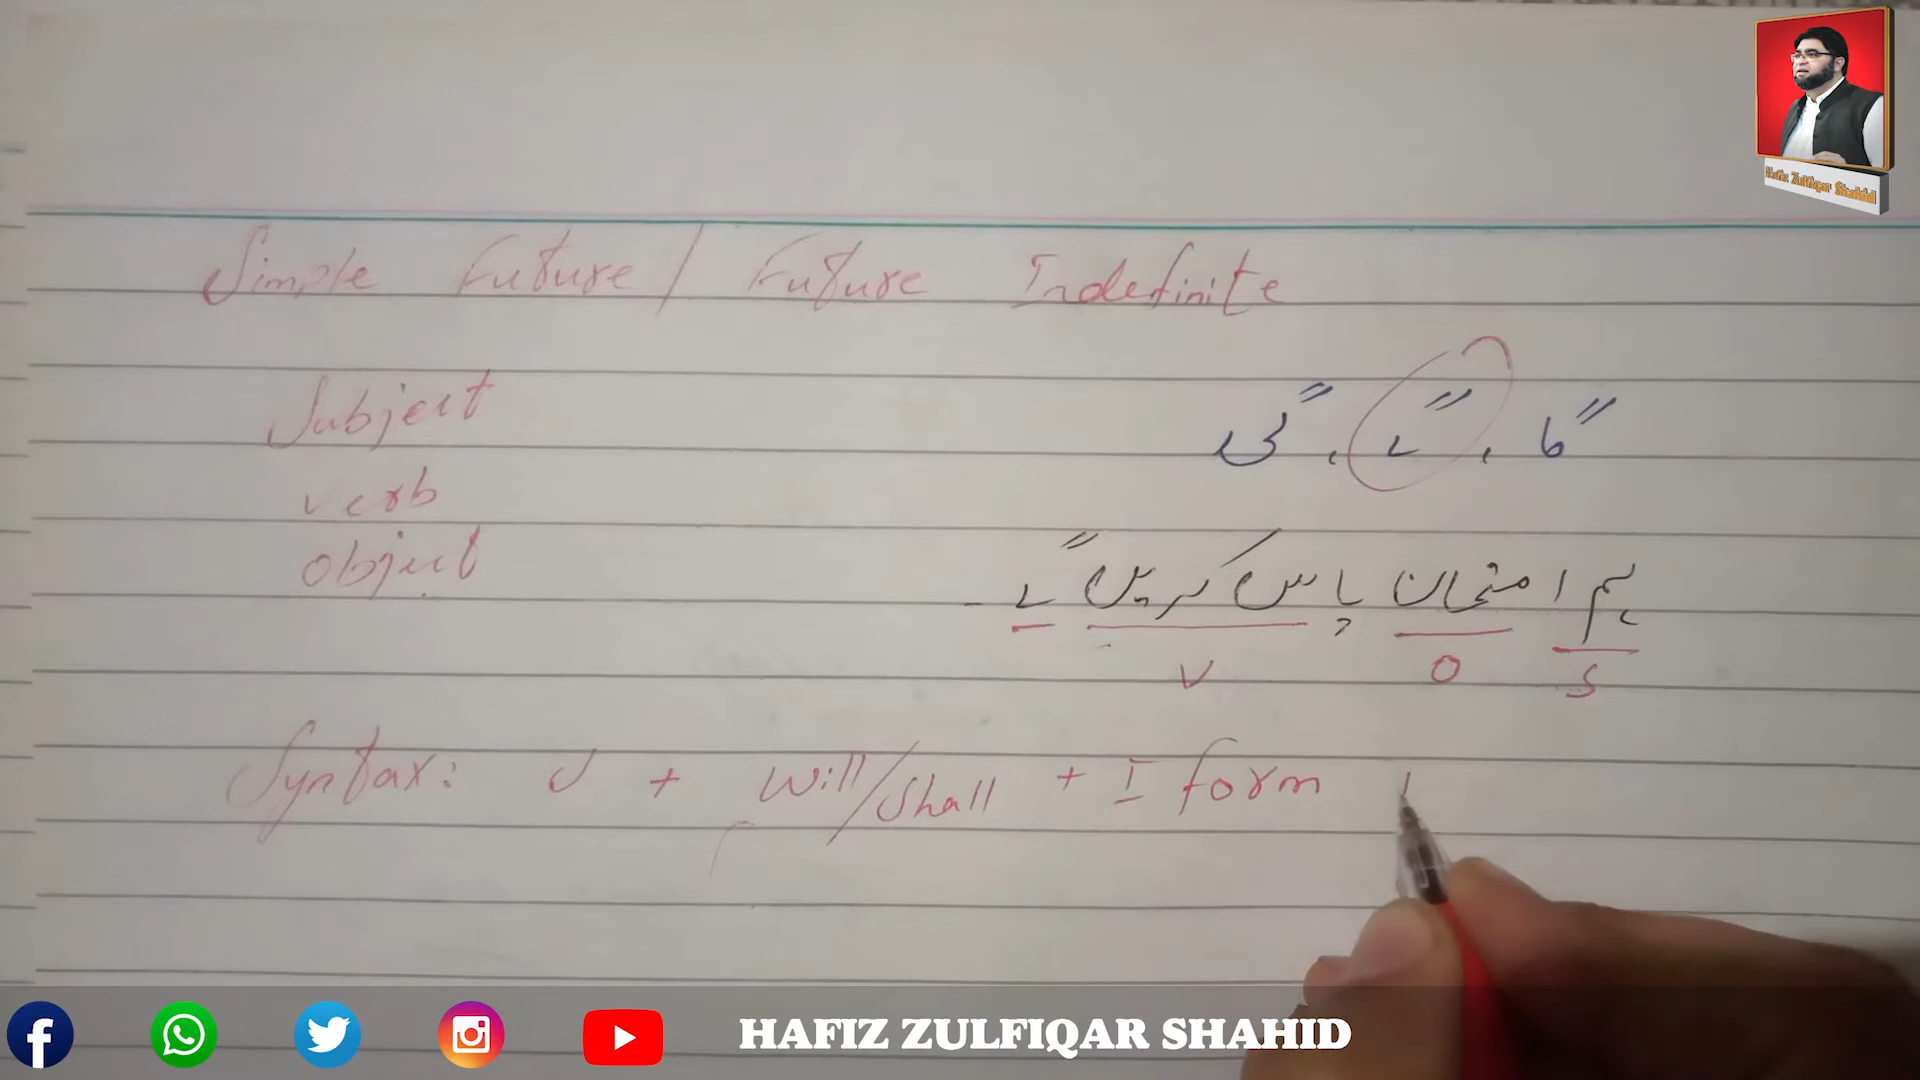 Hafiz Zulfiqar Shahid
Simple Future / Future Indefinite
Subject
گا ، گے ، گی
verb
object
ہم امتحان پاس کریں گے ۔
V O S
Syntax: S + Will/Shall + I form
HAFIZ ZULFIQAR SHAHID